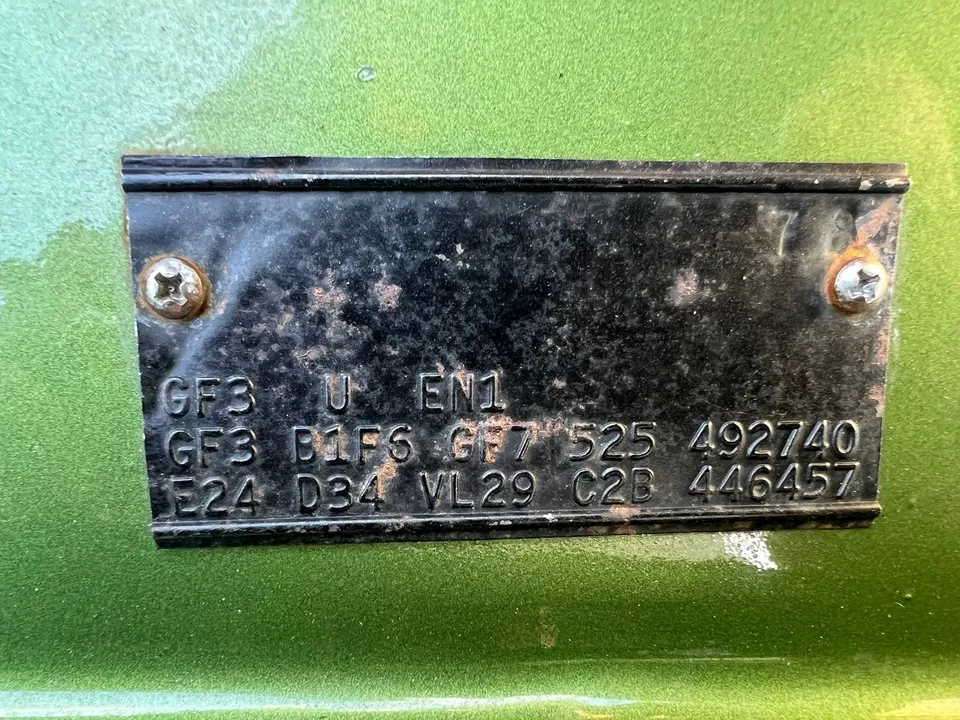 GF3 U EN1
GF3 B1F6 GF7 525 492740
E24 D34 VL29 C2B 446457